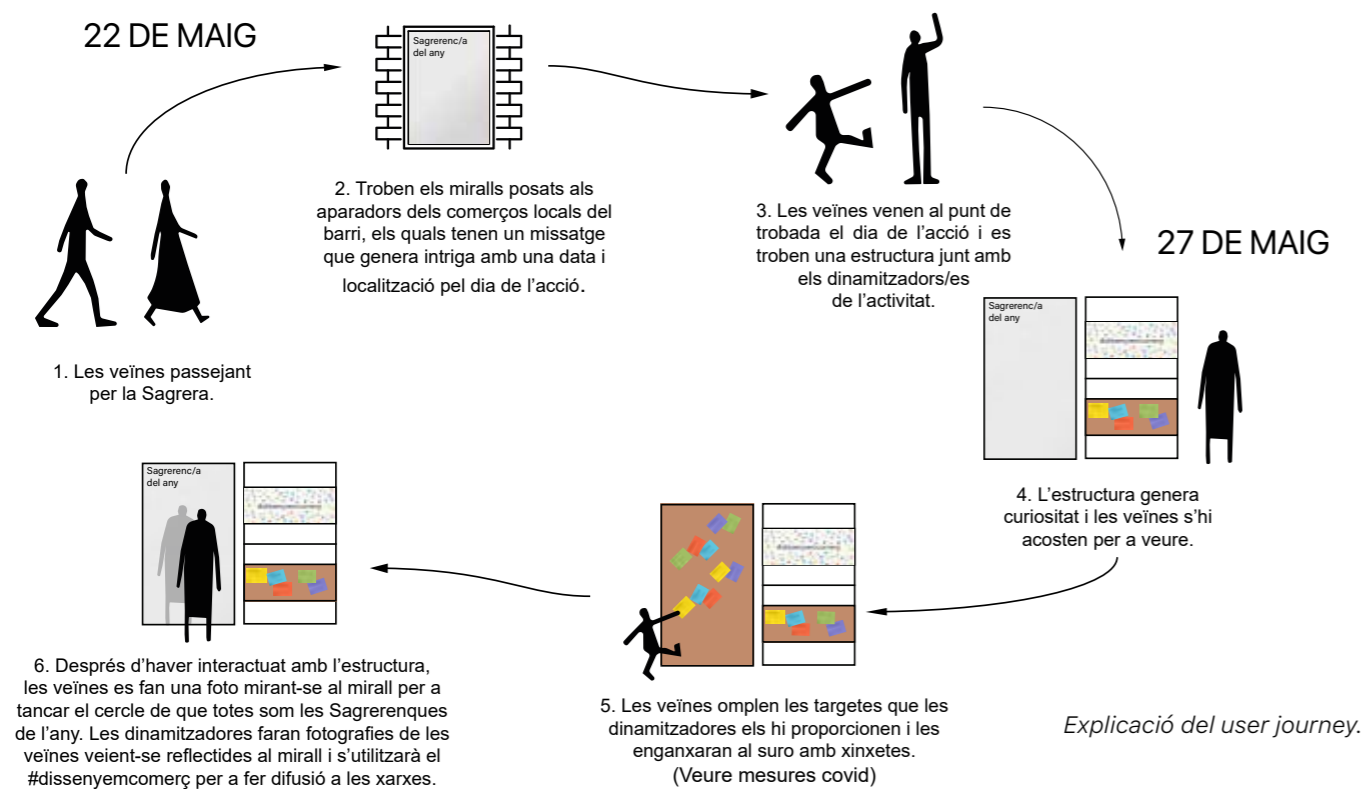 22 DE MAIG
Sagrerenc/a
del any
1. Les veïnes passejant
per la Sagrera.
2. Troben els miralls posats als
aparadors dels comerços locals del
barri, els quals tenen un missatge
que genera intriga amb una data i
localització pel dia de l’acció.
3. Les veïnes venen al punt de
trobada el dia de l’acció i es
troben una estructura junt amb
els dinamitzadors/es
de l’activitat.
27 DE MAIG
Sagrerenc/a
del any
4. L’estructura genera
curiositat i les veïnes s’hi
acosten per a veure.
5. Les veïnes omplen les targetes que les
dinamitzadores els hi proporcionen i les
enganxaran al suro amb xinxetes.
(Veure mesures covid)
Sagrerenc/a
del any
6. Després d’haver interactuat amb l’estructura,
les veïnes es fan una foto mirant-se al mirall per a
tancar el cercle de que totes som les Sagrerenques
de l’any. Les dinamitzadores faran fotografies de les
veïnes veient-se reflectides al mirall i s’utilitzarà el
#dissenyemcomerç per a fer difusió a les xarxes.
Explicació del user journey.